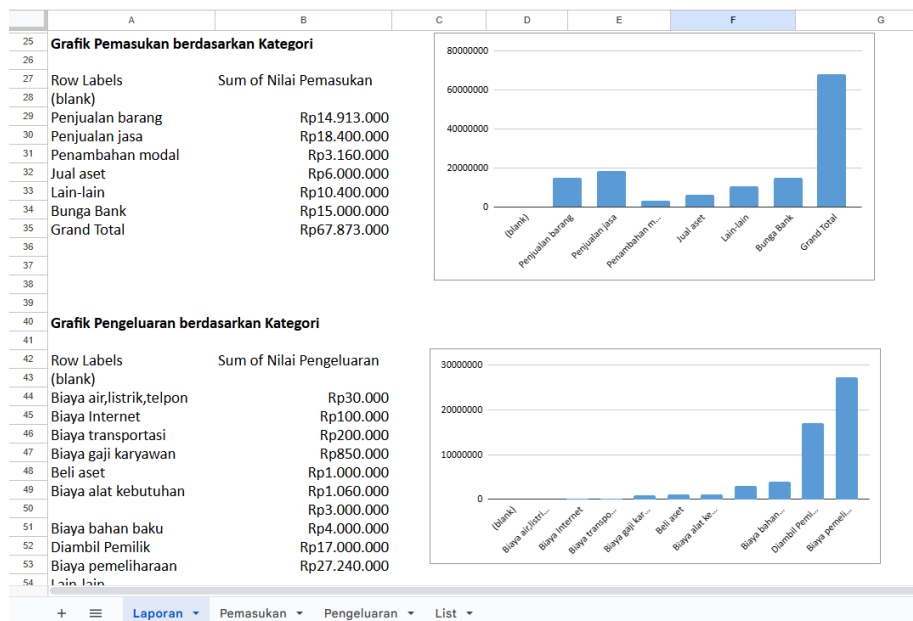 A B C D E F G
25 Grafik Pemasukan berdasarkan Kategori
26
27 Row Labels Sum of Nilai Pemasukan
28 (blank)
29 Penjualan barang Rp14.913.000
30 Penjualan jasa Rp18.400.000
31 Penambahan modal Rp3.160.000
32 Jual aset Rp6.000.000
33 Lain-lain Rp10.400.000
34 Bunga Bank Rp15.000.000
35 Grand Total Rp67.873.000
36
37
38
39
80000000
60000000
40000000
20000000
0
(blank) Penjualan barang Penjualan jasa Penambahan m... Jual aset Lain-lain Bunga Bank Grand Total
40 Grafik Pengeluaran berdasarkan Kategori
41
42 Row Labels Sum of Nilai Pengeluaran
43 (blank)
44 Biaya air,listrik,telpon Rp30.000
45 Biaya Internet Rp100.000
46 Biaya transportasi Rp200.000
47 Biaya gaji karyawan Rp850.000
48 Beli aset Rp1.000.000
49 Biaya alat kebutuhan Rp1.060.000
50 Rp3.000.000
51 Biaya bahan baku Rp4.000.000
52 Diambil Pemilik Rp17.000.000
53 Biaya pemeliharaan Rp27.240.000
54 Lain-lain
30000000
20000000
10000000
0
(blank) Biaya air,listri... Biaya Internet Biaya transpo... Biaya gaji kar... Beli aset Biaya alat ke... Biaya bahan... Diambil Pemi... Biaya pemeli...
+ ≡ Laporan Pemasukan Pengeluaran List